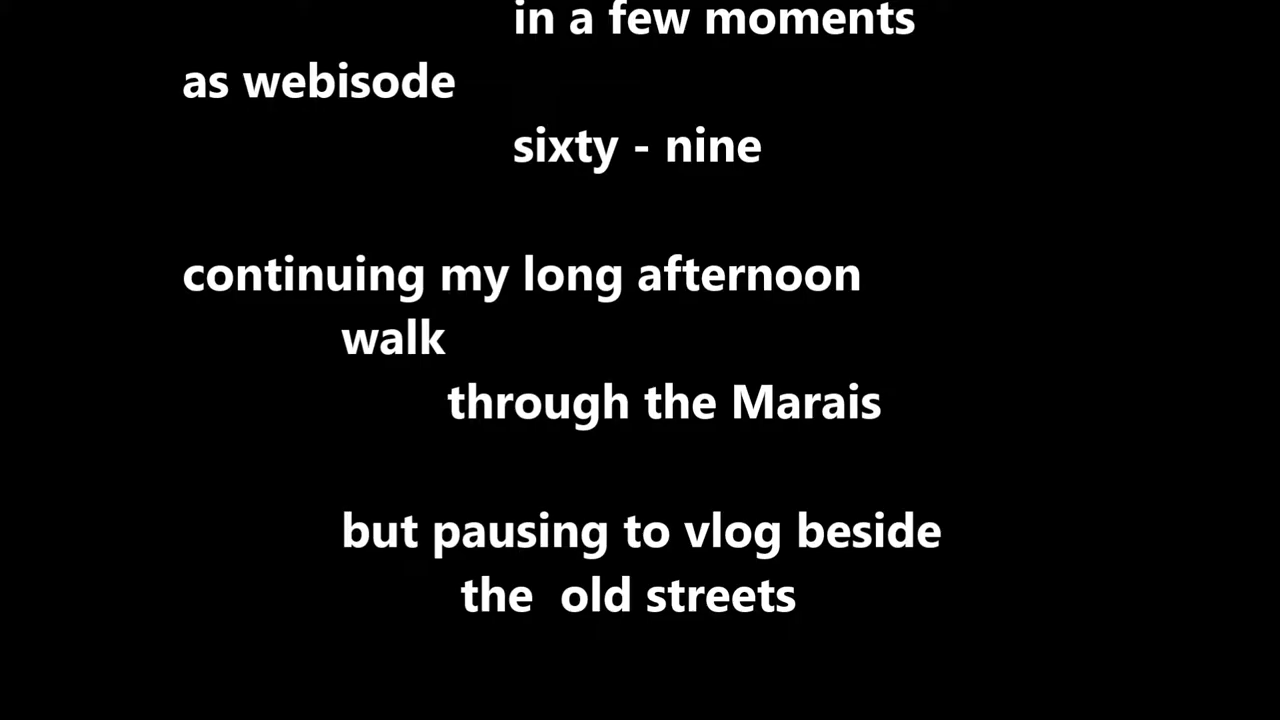 in a few moments
as webisode
sixty - nine
continuing my long afternoon
walk
through the Marais
but pausing to vlog beside
the  old streets